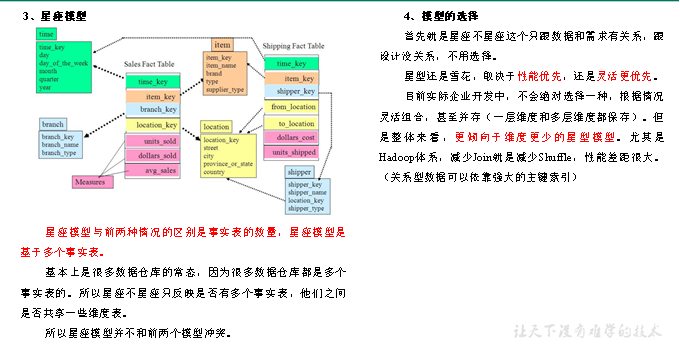 3、星座模型
time
time_key
day
day_of_the_week
month
quarter
year
Sales Fact Table
time_key
item_key
branch_key
location_key
units_sold
dollars_sold
avg_sales
Measures
item
item_key
item_name
brand
type
supplier_type
Shipping Fact Table
time_key
item_key
shipper_key
from_location
to_location
dollars_cost
units_shipped
branch
branch_key
branch_name
branch_type
location
location_key
street
city
province_or_state
country
shipper
shipper_key
shipper_name
location_key
shipper_type
星座模型与前两种情况的区别是事实表的数量，星座模型是
基于多个事实表。
基本上是很多数据仓库的常态，因为很多数据仓库都是多个
事实表的。所以星座不星座只反映是否有多个事实表，他们之间
是否共享一些维度表。
所以星座模型并不和前两个模型冲突。
4、模型的选择
首先就是星座不星座这个只跟数据和需求有关系，跟
设计没关系，不用选择。
星型还是雪花，取决于性能优先，还是灵活更优先。
目前实际企业开发中，不会绝对选择一种，根据情况
灵活组合，甚至并存（一层维度和多层维度都保存）。但
是整体来看，更倾向于维度更少的星型模型。尤其是
Hadoop体系，减少Join就是减少Shuffle，性能差距很大。
（关系型数据可以依靠强大的主键索引）
让天下没有难学的技术